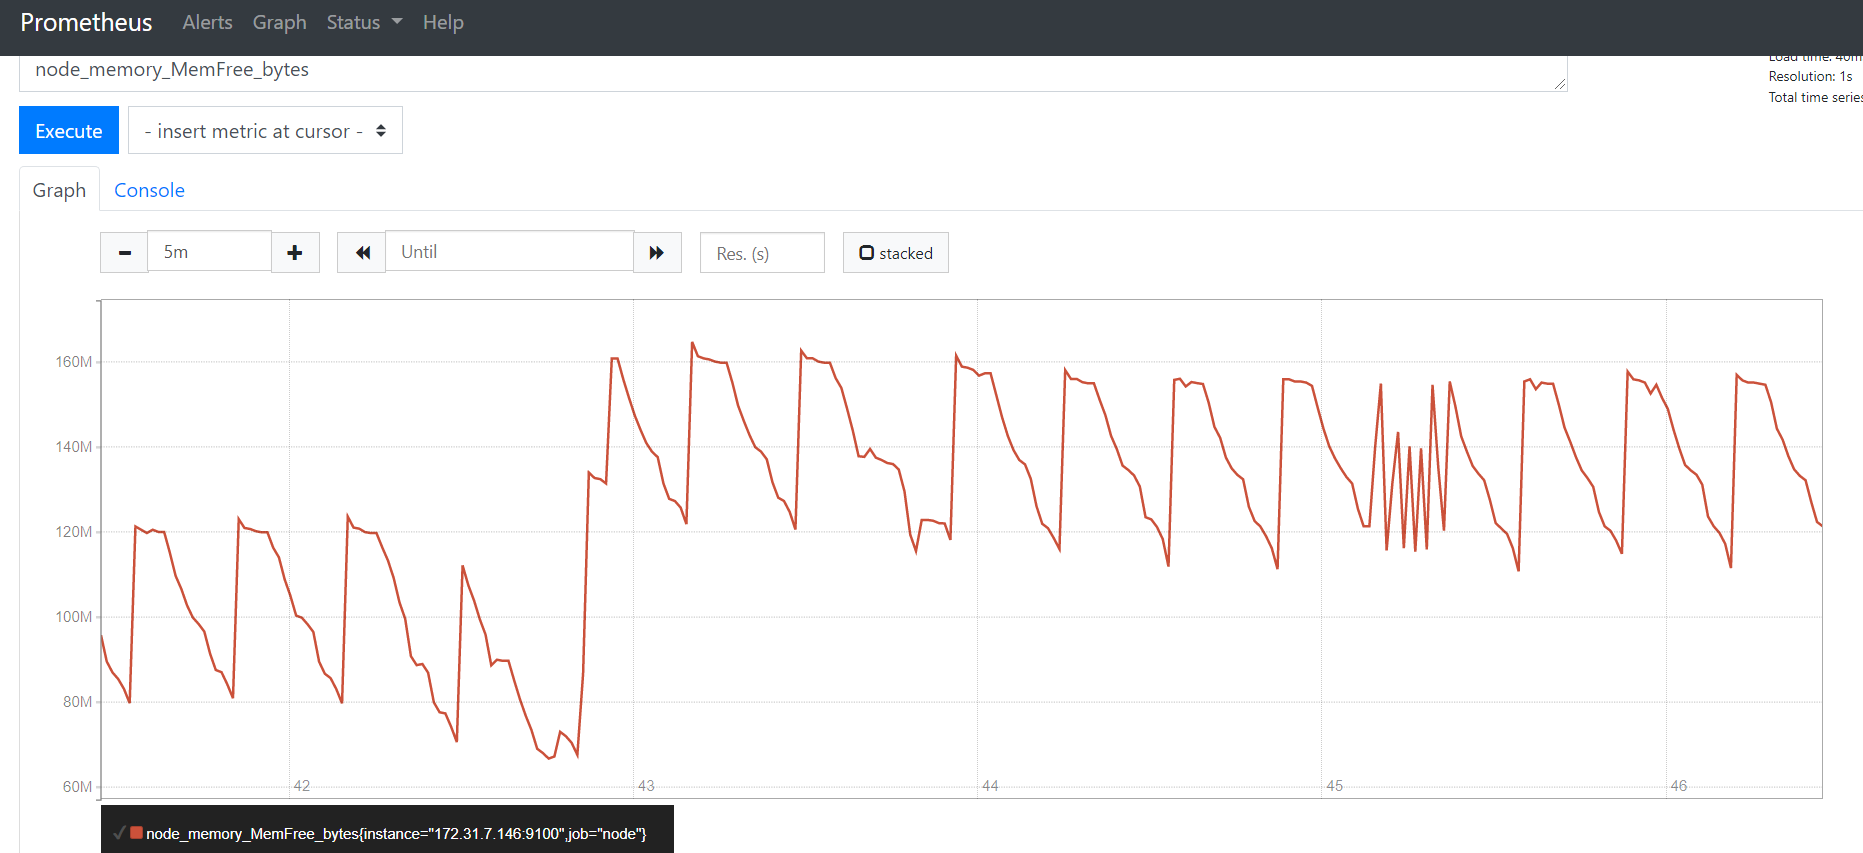 Prometheus Alerts Graph Status Help
node_memory_MemFree_bytes
Load time: 40m
Resolution: 1s
Total time series
Execute - insert metric at cursor -
Graph Console
5m Until Res. (s) stacked
160M
140M
120M
100M
80M
60M
42 43 44 45 46
node_memory_MemFree_bytes{instance="172.31.7.146:9100",job="node"}